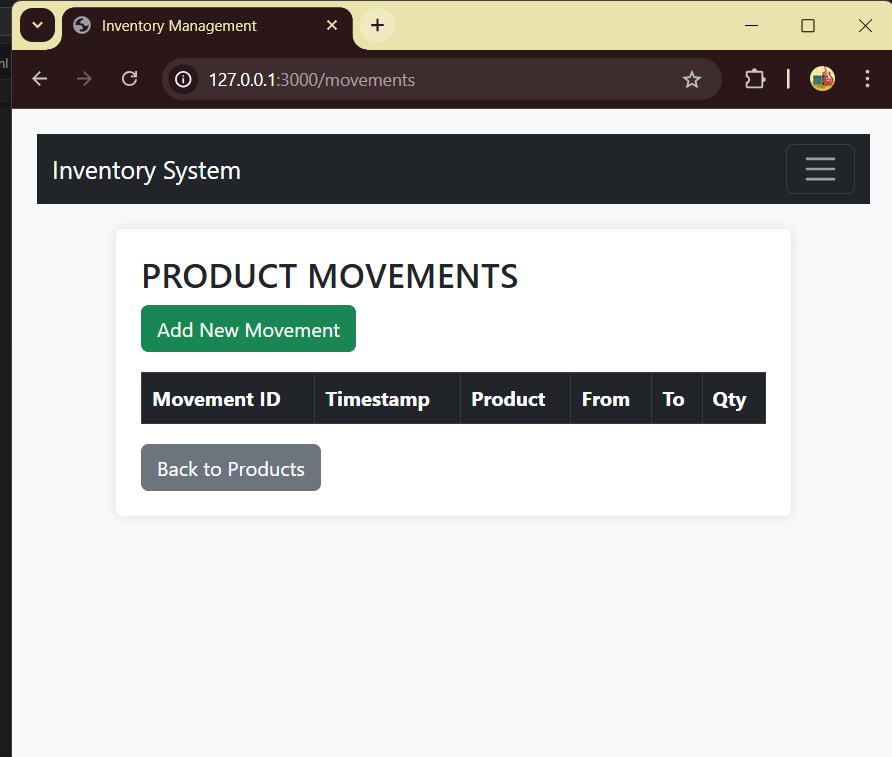 Inventory Management
127.0.0.1:3000/movements
Inventory System
PRODUCT MOVEMENTS
Add New Movement
Movement ID Timestamp Product From To Qty
Back to Products